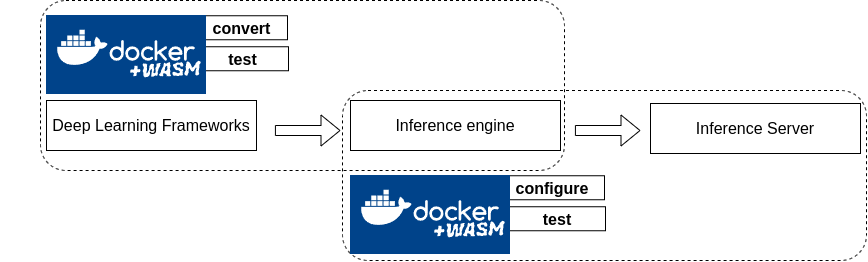 docker
+WASM
convert
test
Deep Learning Frameworks
Inference engine
Inference Server
docker
+WASM
configure
test